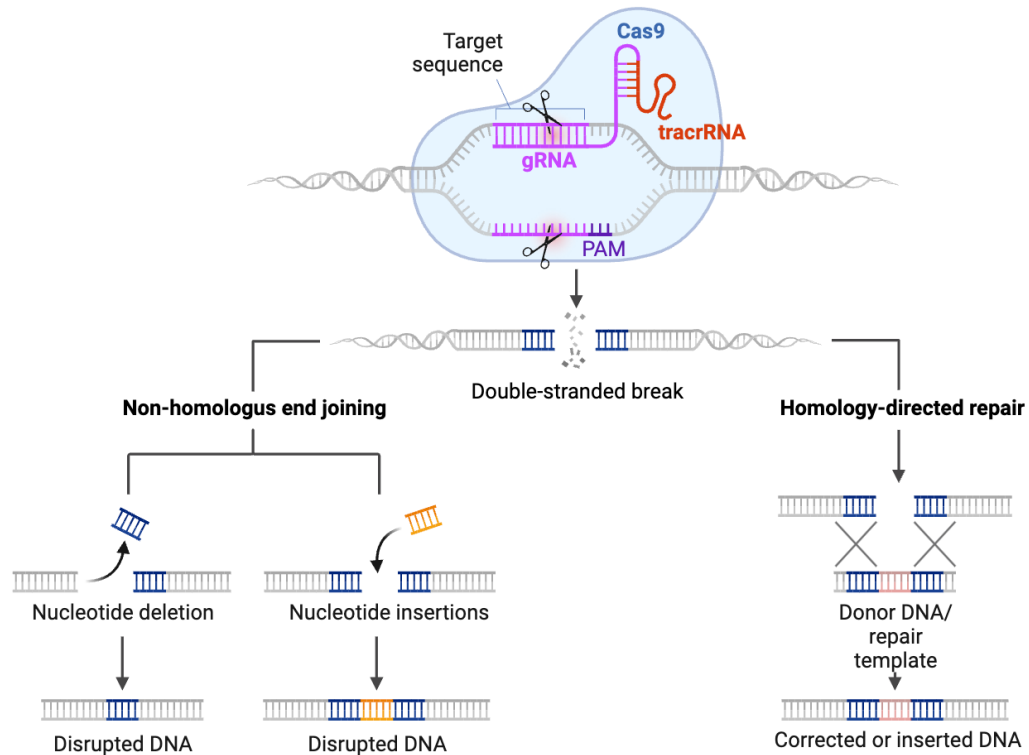 Cas9
Target
sequence
tracrRNA
gRNA
PAM
Double-stranded break
Non-homologus end joining
Homology-directed repair
Nucleotide deletion
Nucleotide insertions
Donor DNA/
repair
template
Disrupted DNA
Disrupted DNA
Corrected or inserted DNA